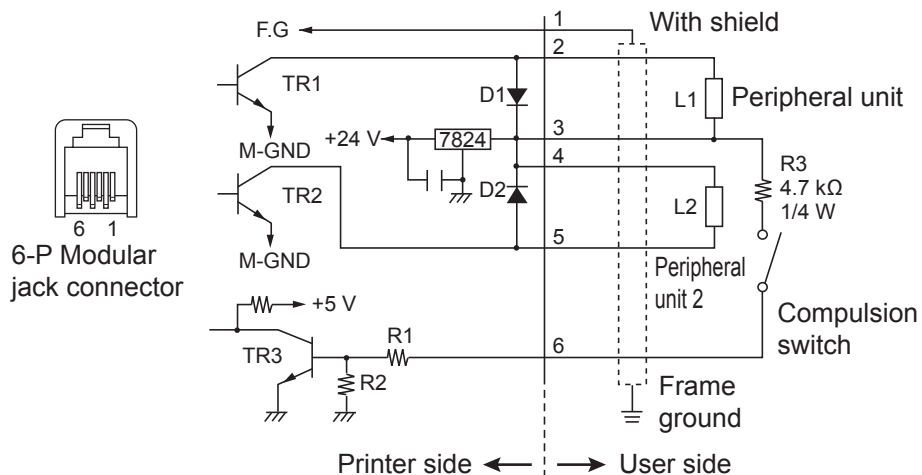 1
With shield
F.G
2
TR1
D1
L1
Peripheral unit
+24 V
7824
3
M-GND
4
R3
4.7 kΩ
1/4 W
TR2
D2
L2
6 1
6-P Modular
jack connector
M-GND
5
Peripheral
unit 2
+5 V
Compulsion
switch
R1
6
TR3
R2
Frame
ground
Printer side
User side